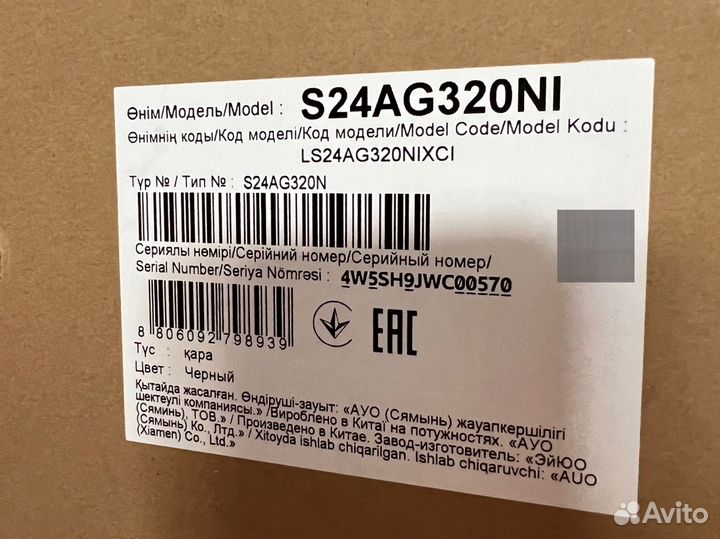 Өнім/Модель/Model : S24AG320NI
Өнімнің коды/Код моделі/Код модели/Model Code/Model Kodu :
LS24AG320NIXCI
Түр № / Тип № : S24AG320N
Сериялы нөмірі/Серійний номер/Серийный номер/
Serial Number/Seriya Nömrəsi : 4W5SH9JWC00570
8 806092 798939
EAC
Түс : қара
Цвет : Черный
Қытайда жасалған. Өндіруші-зауыт: «АУО (Сямынь) жауапкершілігі
шектеулі компаниясы.» /Вироблено в Китаї на потужностях. «АУО
(Сяминь), ТОВ.» / Произведено в Китае. Завод-изготовитель: «ЭйЮО
(Сямынь) Ко., Лтд.» / Xitoyda ishlab chiqarilgan. Ishlab chiqaruvchi: «AUO
(Xiamen) Co., Ltd.»
Avito